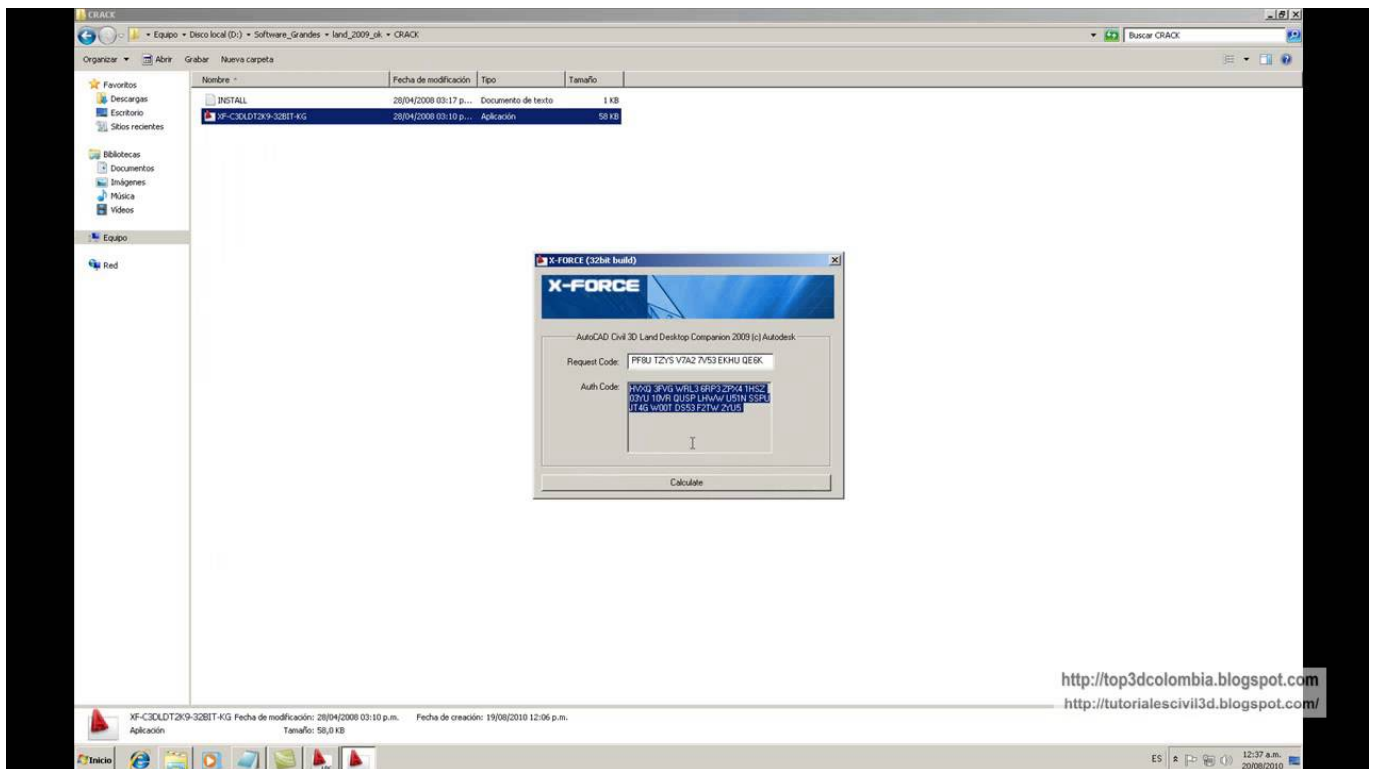 CRACK
Equipo
Disco local (D:)
Software_Grandes
land_2009_ok
CRACK
Buscar CRACK
Organizar
Abrir
Grabar
Nueva carpeta
Favoritos
Descargas
Escritorio
Sitios recientes
Bibliotecas
Documentos
Imágenes
Música
Vídeos
Equipo
Red
Nombre
Fecha de modificación
Tipo
Tamaño
INSTALL
28/04/2008 03:17 p...
Documento de texto
1 KB
XF-C3DLDT2K9-32BIT-KG
28/04/2008 03:10 p...
Aplicación
58 KB
X-FORCE (32bit build)
X-FORCE
AutoCAD Civil 3D Land Desktop Companion 2009 (c) Autodesk
Request Code:
PF8U TZYS V7A2 7V53 EKHU QE6K
Auth Code:
HVXQ 3FVG WRL3 6RP3 ZPX4 1HSZ
03YU 10VR QUSP LHWW U51N SSPU
JT4G W00T DS53 F2TW 2YU5
Calculate
http://top3dcolombia.blogspot.com
http://tutorialescivil3d.blogspot.com/
XF-C3DLDT2K9-32BIT-KG Fecha de modificación: 28/04/2008 03:10 p.m.
Fecha de creación: 19/08/2010 12:06 p.m.
Aplicación
Tamaño: 58,0 KB
Inicio
ES
12:37 a.m.
20/08/2010